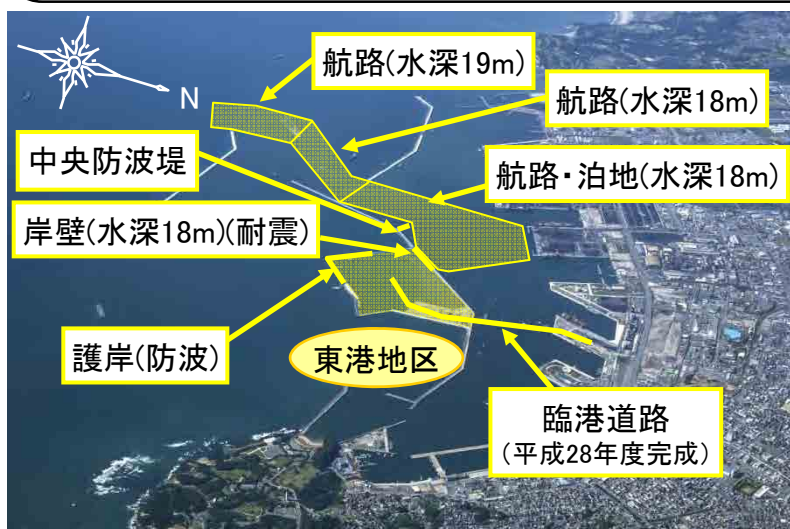 航路(水深19m)
N
航路(水深18m)
中央防波堤
航路・泊地(水深18m)
岸壁(水深18m)(耐震)
護岸(防波)
東港地区
臨港道路
(平成28年度完成)